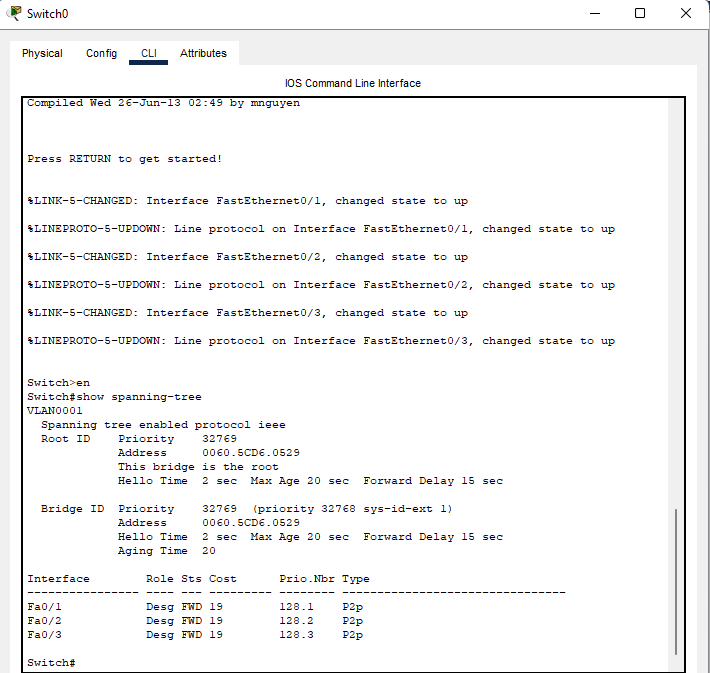 Switch0
Physical Config CLI Attributes
IOS Command Line Interface
Compiled Wed 26-Jun-13 02:49 by mnguyen
Press RETURN to get started!
%LINK-5-CHANGED: Interface FastEthernet0/1, changed state to up
%LINEPROTO-5-UPDOWN: Line protocol on Interface FastEthernet0/1, changed state to up
%LINK-5-CHANGED: Interface FastEthernet0/2, changed state to up
%LINEPROTO-5-UPDOWN: Line protocol on Interface FastEthernet0/2, changed state to up
%LINK-5-CHANGED: Interface FastEthernet0/3, changed state to up
%LINEPROTO-5-UPDOWN: Line protocol on Interface FastEthernet0/3, changed state to up
Switch>en
Switch#show spanning-tree
VLAN0001
  Spanning tree enabled protocol ieee
  Root ID    Priority    32769
             Address     0060.5CD6.0529
             This bridge is the root
             Hello Time  2 sec  Max Age 20 sec  Forward Delay 15 sec
  Bridge ID  Priority    32769  (priority 32768 sys-id-ext 1)
             Address     0060.5CD6.0529
             Hello Time  2 sec  Max Age 20 sec  Forward Delay 15 sec
             Aging Time  20
Interface        Role Sts Cost      Prio.Nbr Type
---------------- ---- --- --------- -------- --------------------------------
Fa0/1            Desg FWD 19        128.1    P2p
Fa0/2            Desg FWD 19        128.2    P2p
Fa0/3            Desg FWD 19        128.3    P2p
Switch#